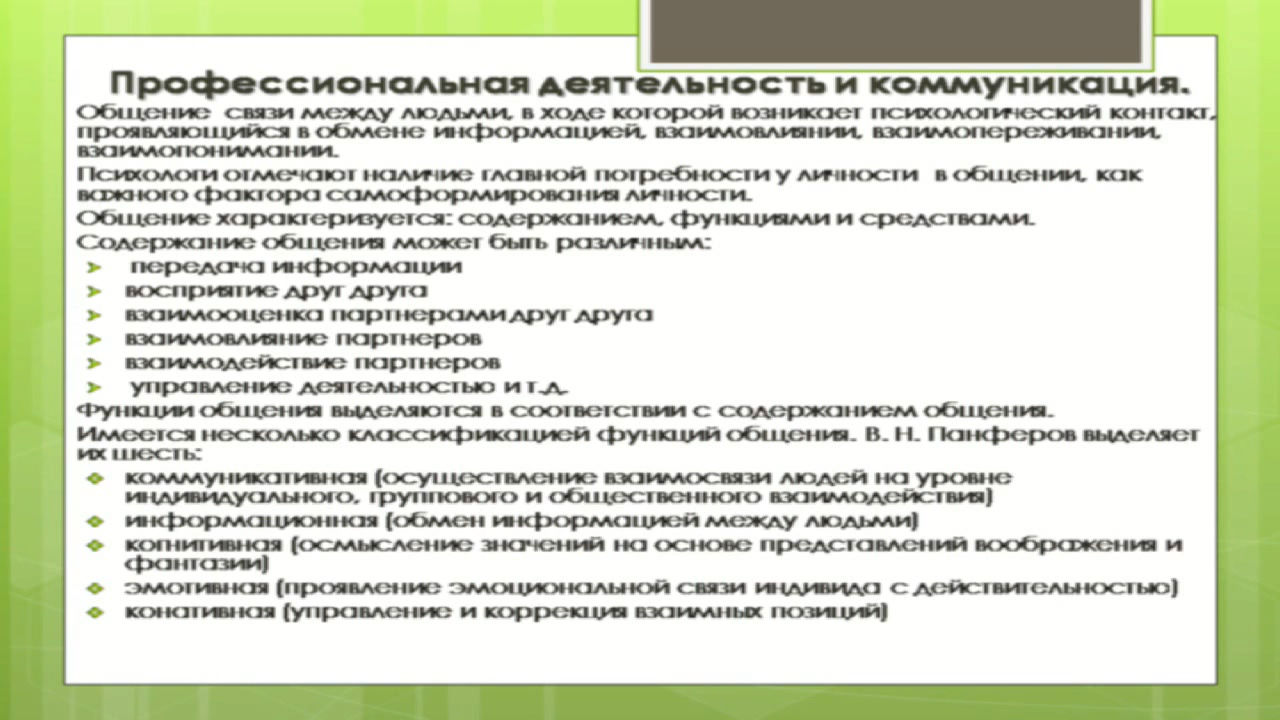 Профессиональная деятельность и коммуникация.
Общение связи между людьми, в ходе которой возникает психологический контакт,
проявляющийся в обмене информацией, взаимовлиянии, взаимопереживании,
взаимопонимании.
Психологи отмечают наличие главной потребности у личности в общении, как
важного фактора самоформирования личности.
Общение характеризуется: содержанием, функциями и средствами.
Содержание общения может быть различным:
передача информации
восприятие друг друга
взаимооценка партнерами друг друга
взаимовлияние партнеров
взаимодействие партнеров
управление деятельностью и т.д.
Функции общения выделяются в соответствии с содержанием общения.
Имеется несколько классификацией функций общения. В. Н. Панферов выделяет
их шесть:
коммуникативная (осуществление взаимосвязи людей на уровне
индивидуального, группового и общественного взаимодействия)
информационная (обмен информацией между людьми)
когнитивная (осмысление значений на основе представлений воображения и
фантазии)
эмотивная (проявление эмоциональной связи индивида с действительностью)
конативная (управление и коррекция взаимных позиций)